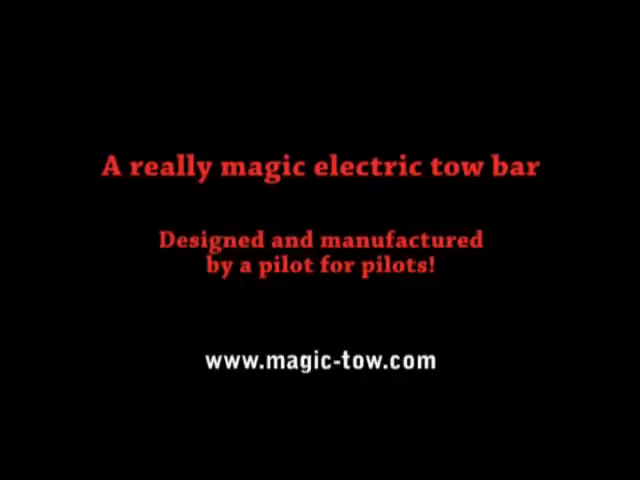 A really magic electric tow bar
Designed and manufactured
by a pilot for pilots!
www.magic-tow.com